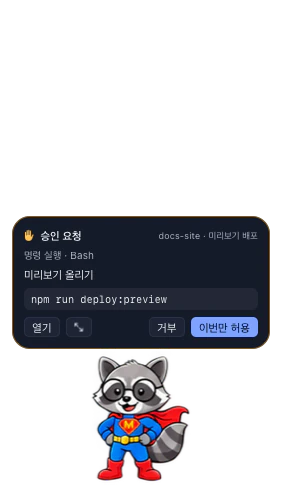 ✋ 승인 요청 docs-site · 미리보기 배포
명령 실행 · Bash
미리보기 올리기
npm run deploy:preview
열기 거부 이번만 허용
M